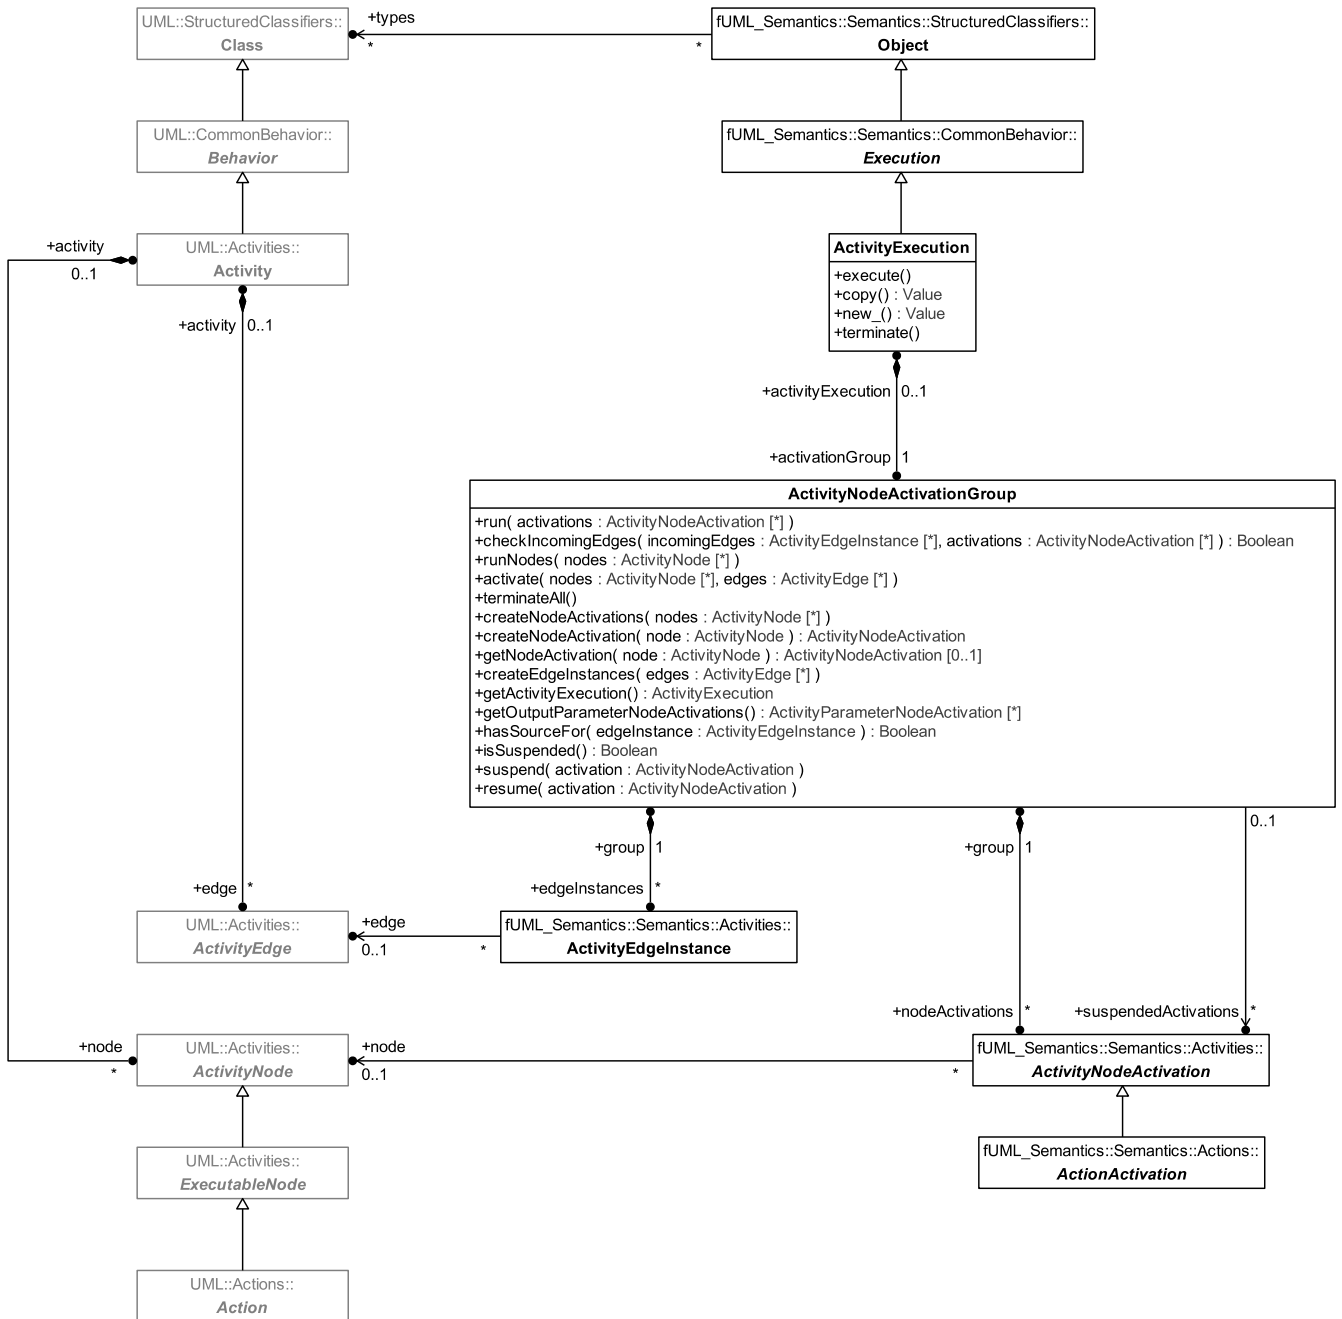 UML::StructuredClassifiers::
Class
+types
*
*
fUML_Semantics::Semantics::StructuredClassifiers::
Object
UML::CommonBehavior::
Behavior
fUML_Semantics::Semantics::CommonBehavior::
Execution
+activity
0..1
UML::Activities::
Activity
+activity
0..1
ActivityExecution
+execute()
+copy() : Value
+new_() : Value
+terminate()
+activityExecution
0..1
+activationGroup
1
ActivityNodeActivationGroup
+run( activations : ActivityNodeActivation [*] )
+checkIncomingEdges( incomingEdges : ActivityEdgeInstance [*], activations : ActivityNodeActivation [*] ) : Boolean
+runNodes( nodes : ActivityNode [*] )
+activate( nodes : ActivityNode [*], edges : ActivityEdge [*] )
+terminateAll()
+createNodeActivations( nodes : ActivityNode [*] )
+createNodeActivation( node : ActivityNode ) : ActivityNodeActivation
+getNodeActivation( node : ActivityNode ) : ActivityNodeActivation [0..1]
+createEdgeInstances( edges : ActivityEdge [*] )
+getActivityExecution() : ActivityExecution
+getOutputParameterNodeActivations() : ActivityParameterNodeActivation [*]
+hasSourceFor( edgeInstance : ActivityEdgeInstance ) : Boolean
+isSuspended() : Boolean
+suspend( activation : ActivityNodeActivation )
+resume( activation : ActivityNodeActivation )
+group
1
+group
1
0..1
+edge
*
+edgeInstances
*
UML::Activities::
ActivityEdge
+edge
0..1
*
fUML_Semantics::Semantics::Activities::
ActivityEdgeInstance
+nodeActivations
*
+suspendedActivations
*
+node
*
UML::Activities::
ActivityNode
+node
0..1
*
fUML_Semantics::Semantics::Activities::
ActivityNodeActivation
UML::Activities::
ExecutableNode
fUML_Semantics::Semantics::Actions::
ActionActivation
UML::Actions::
Action